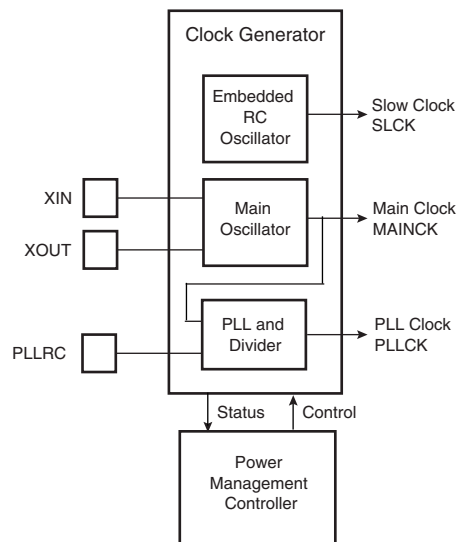 Clock Generator
Embedded
RC
Oscillator
Slow Clock
SLCK
XIN
XOUT
Main
Oscillator
Main Clock
MAINCK
PLLRC
PLL and
Divider
PLL Clock
PLLCK
Status
Control
Power
Management
Controller